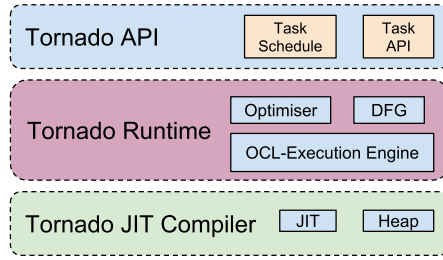 Tornado API
Task
Schedule
Task
API
Tornado Runtime
Optimiser
DFG
OCL-Execution Engine
Tornado JIT Compiler
JIT
Heap